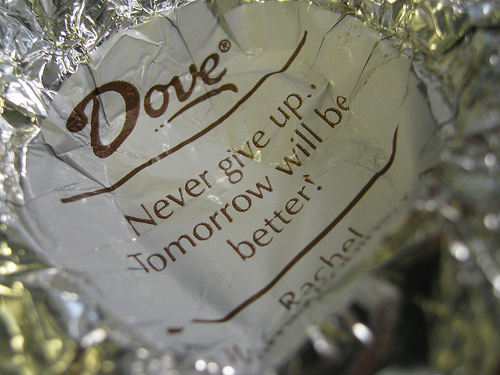 Dove®
Never give up..
Tomorrow will be
better!
Rachel